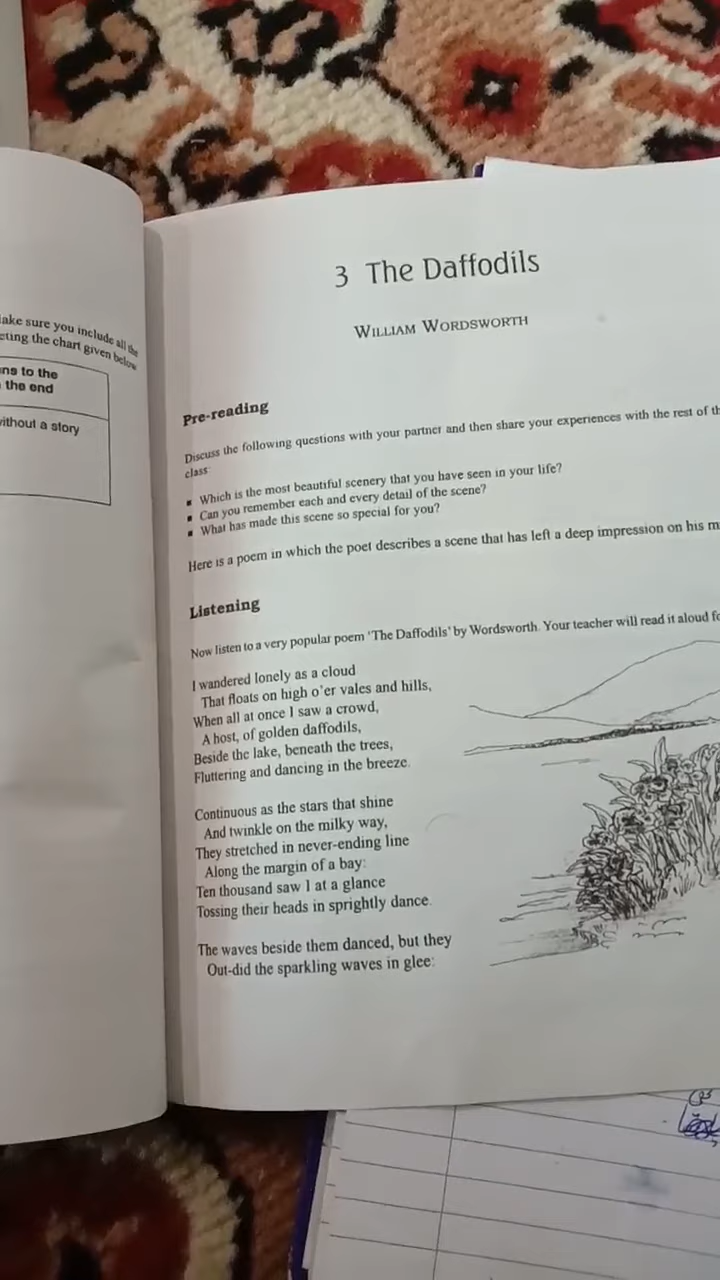 ake sure you include all the
eting the chart given below
ns to the
the end
ithout a story
3 The Daffodils
WILLIAM WORDSWORTH
Pre-reading
Discuss the following questions with your partner and then share your experiences with the rest of th
class
▪ Which is the most beautiful scenery that you have seen in your life?
▪ Can you remember each and every detail of the scene?
▪ What has made this scene so special for you?
Here is a poem in which the poet describes a scene that has left a deep impression on his m
Listening
Now listen to a very popular poem 'The Daffodils' by Wordsworth. Your teacher will read it aloud fo
I wandered lonely as a cloud
That floats on high o'er vales and hills,
When all at once I saw a crowd,
A host, of golden daffodils,
Beside the lake, beneath the trees,
Fluttering and dancing in the breeze.
Continuous as the stars that shine
And twinkle on the milky way,
They stretched in never-ending line
Along the margin of a bay:
Ten thousand saw I at a glance
Tossing their heads in sprightly dance.
The waves beside them danced, but they
Out-did the sparkling waves in glee: